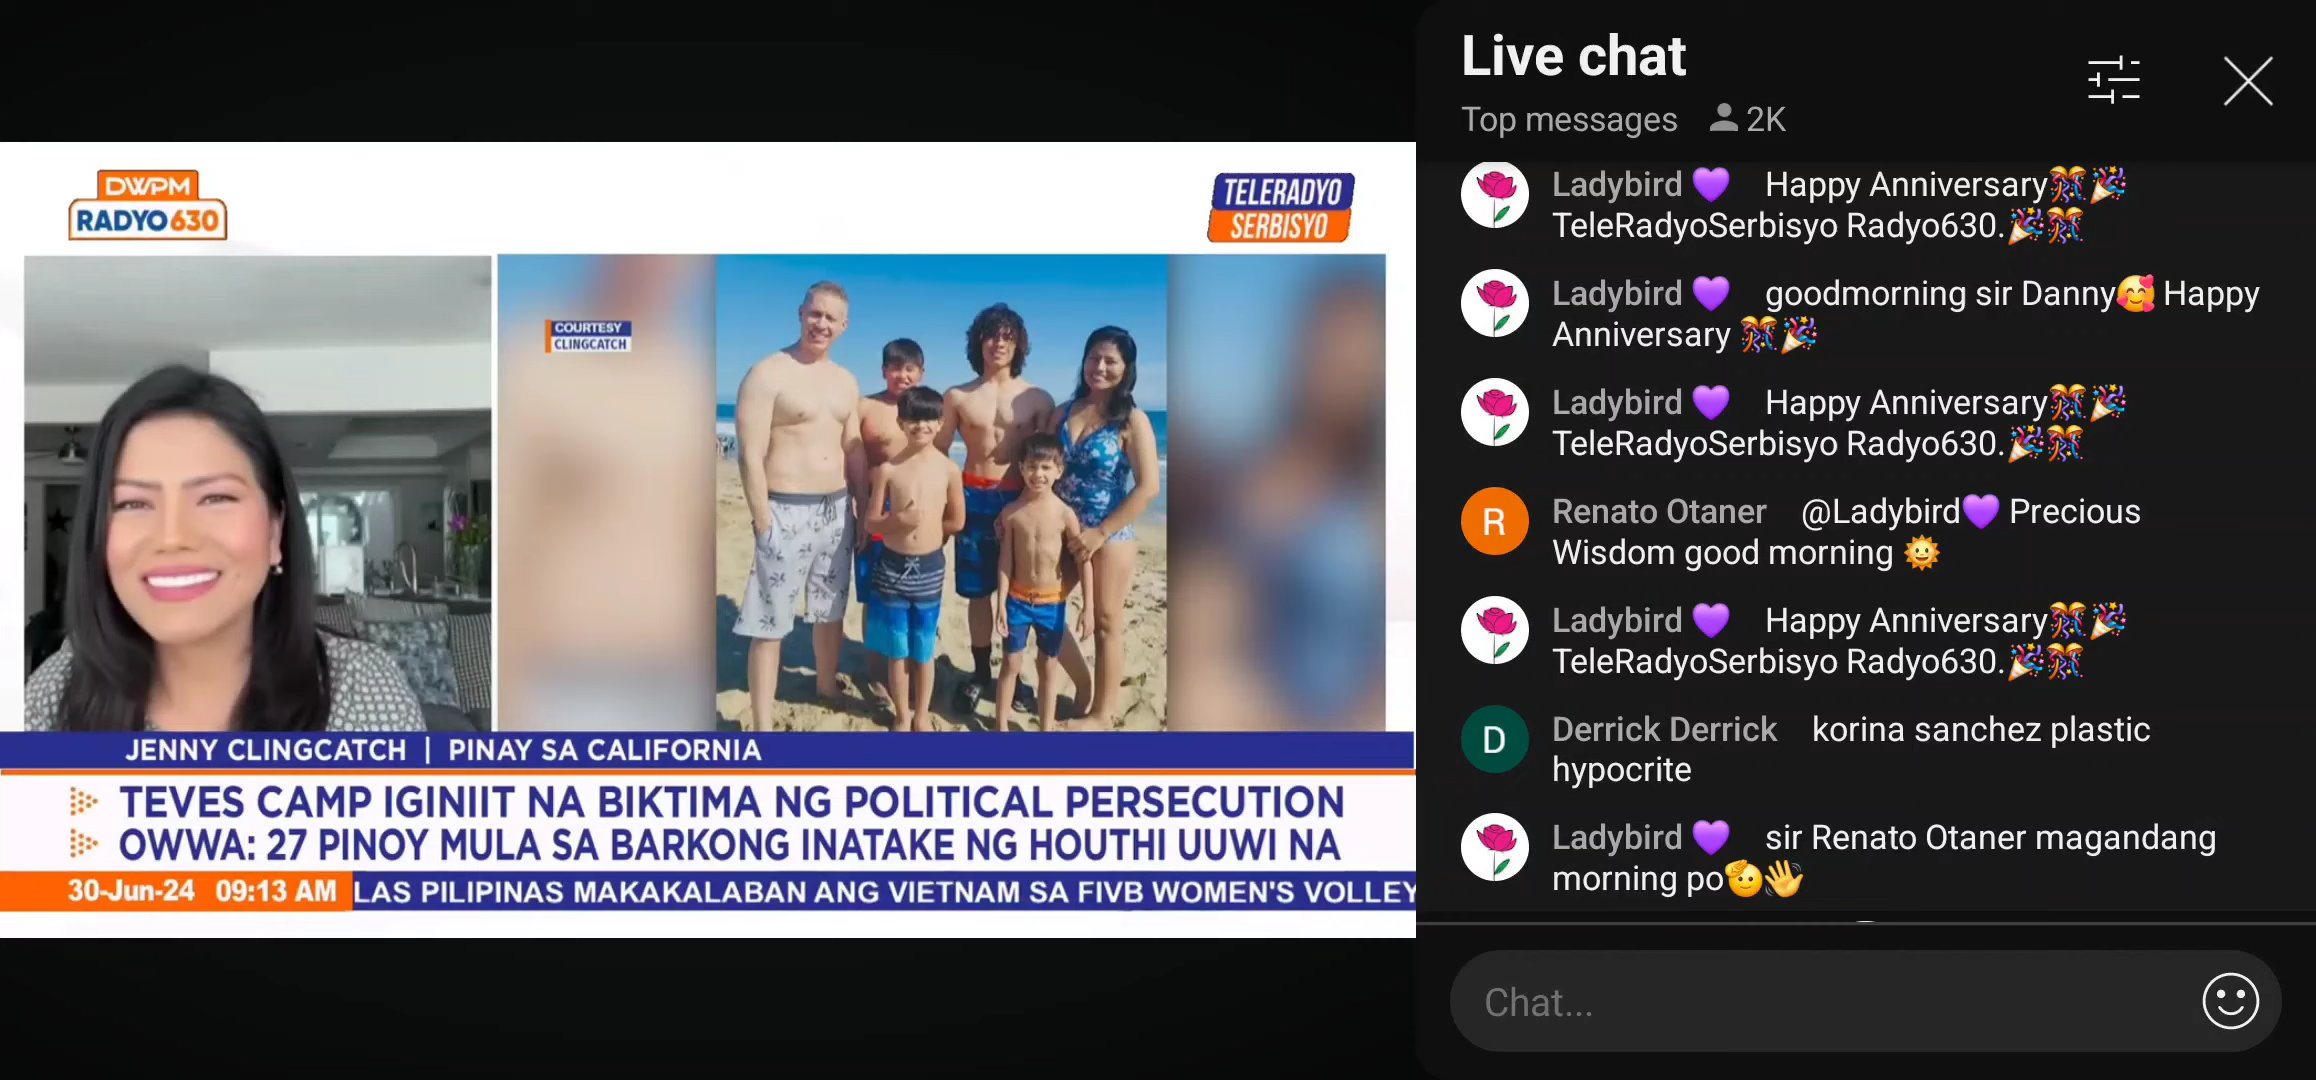 DWPM
RADYO 630
TELERADYO
SERBISYO
COURTESY
CLINGCATCH
JENNY CLINGCATCH | PINAY SA CALIFORNIA
TEVES CAMP IGINIIT NA BIKTIMA NG POLITICAL PERSECUTION
OWWA: 27 PINOY MULA SA BARKONG INATAKE NG HOUTHI UUWI NA
30-Jun-24 09:13 AM LAS PILIPINAS MAKAKALABAN ANG VIETNAM SA FIVB WOMEN'S VOLLEY
Live chat
Top messages 2K
Ladybird 💜 Happy Anniversary🎊🎉
TeleRadyoSerbisyo Radyo630.🎉🎊
Ladybird 💜 goodmorning sir Danny🥰 Happy
Anniversary 🎊🎉
Ladybird 💜 Happy Anniversary🎊🎉
TeleRadyoSerbisyo Radyo630.🎉🎊
R
Renato Otaner @Ladybird💜 Precious
Wisdom good morning 🌞
Ladybird 💜 Happy Anniversary🎊🎉
TeleRadyoSerbisyo Radyo630.🎉🎊
D
Derrick Derrick korina sanchez plastic
hypocrite
Ladybird 💜 sir Renato Otaner magandang
morning po🫡👋
Chat...